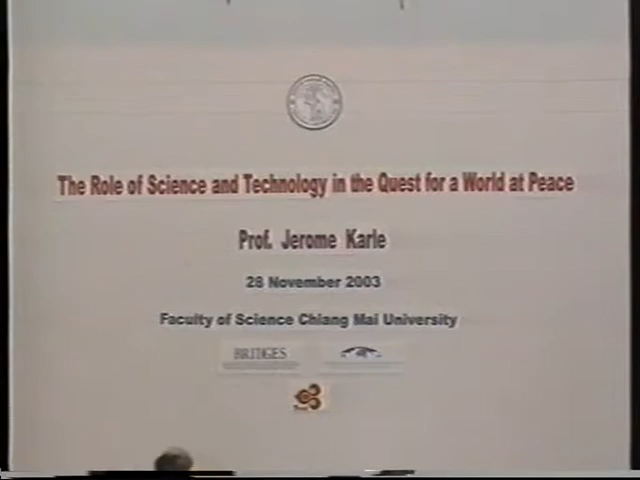 The Role of Science and Technology in the Quest for a World at Peace
Prof. Jerome Karle
28 November 2003
Faculty of Science Chiang Mai University
BRIDGES